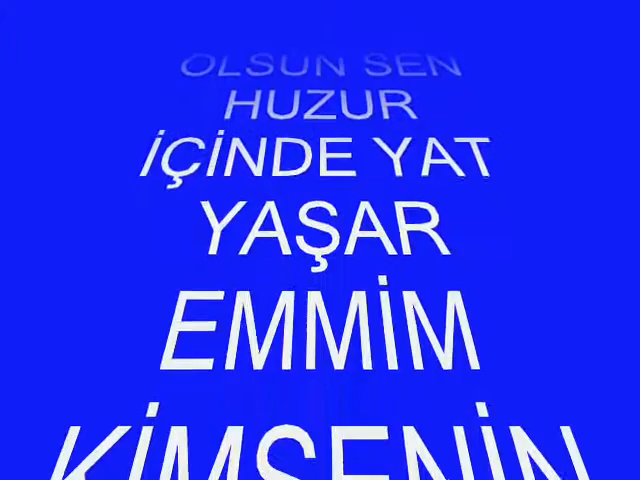 OLSUN SEN
HUZUR
İÇİNDE YAT
YAŞAR
EMMİM
KİMSENİN